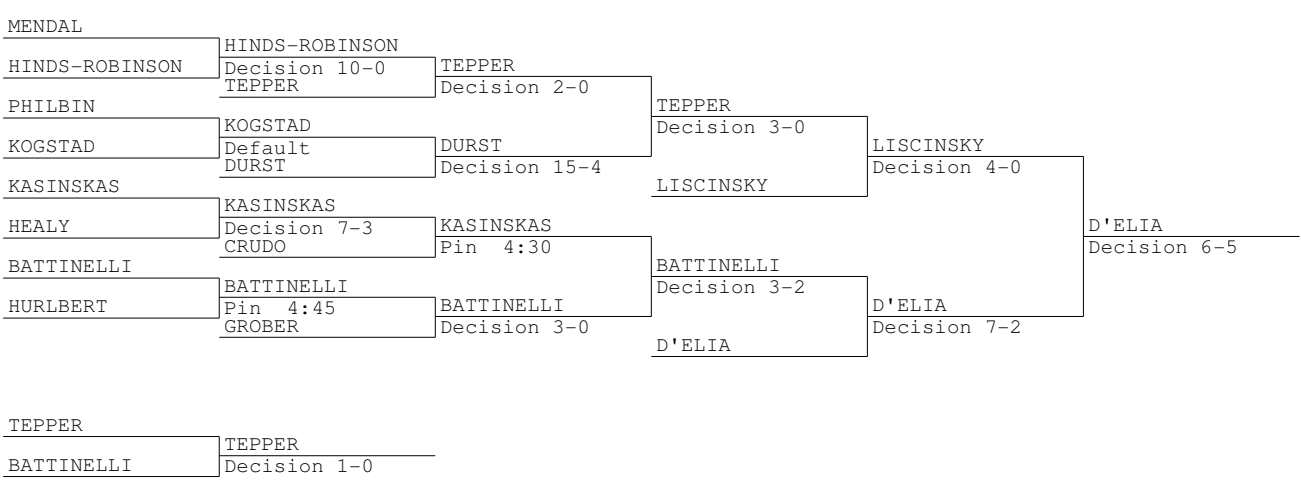 MENDAL
HINDS-ROBINSON
HINDS-ROBINSON
Decision 10-0
TEPPER
TEPPER
Decision 2-0
PHILBIN
KOGSTAD
KOGSTAD
Default
DURST
DURST
Decision 15-4
TEPPER
Decision 3-0
LISCINSKY
LISCINSKY
Decision 4-0
KASINSKAS
HEALY
KASINSKAS
Decision 7-3
CRUDO
KASINSKAS
Pin 4:30
BATTINELLI
HURLBERT
BATTINELLI
Pin 4:45
GROBER
BATTINELLI
Decision 3-0
BATTINELLI
Decision 3-2
D'ELIA
D'ELIA
Decision 7-2
D'ELIA
Decision 6-5
TEPPER
BATTINELLI
TEPPER
Decision 1-0